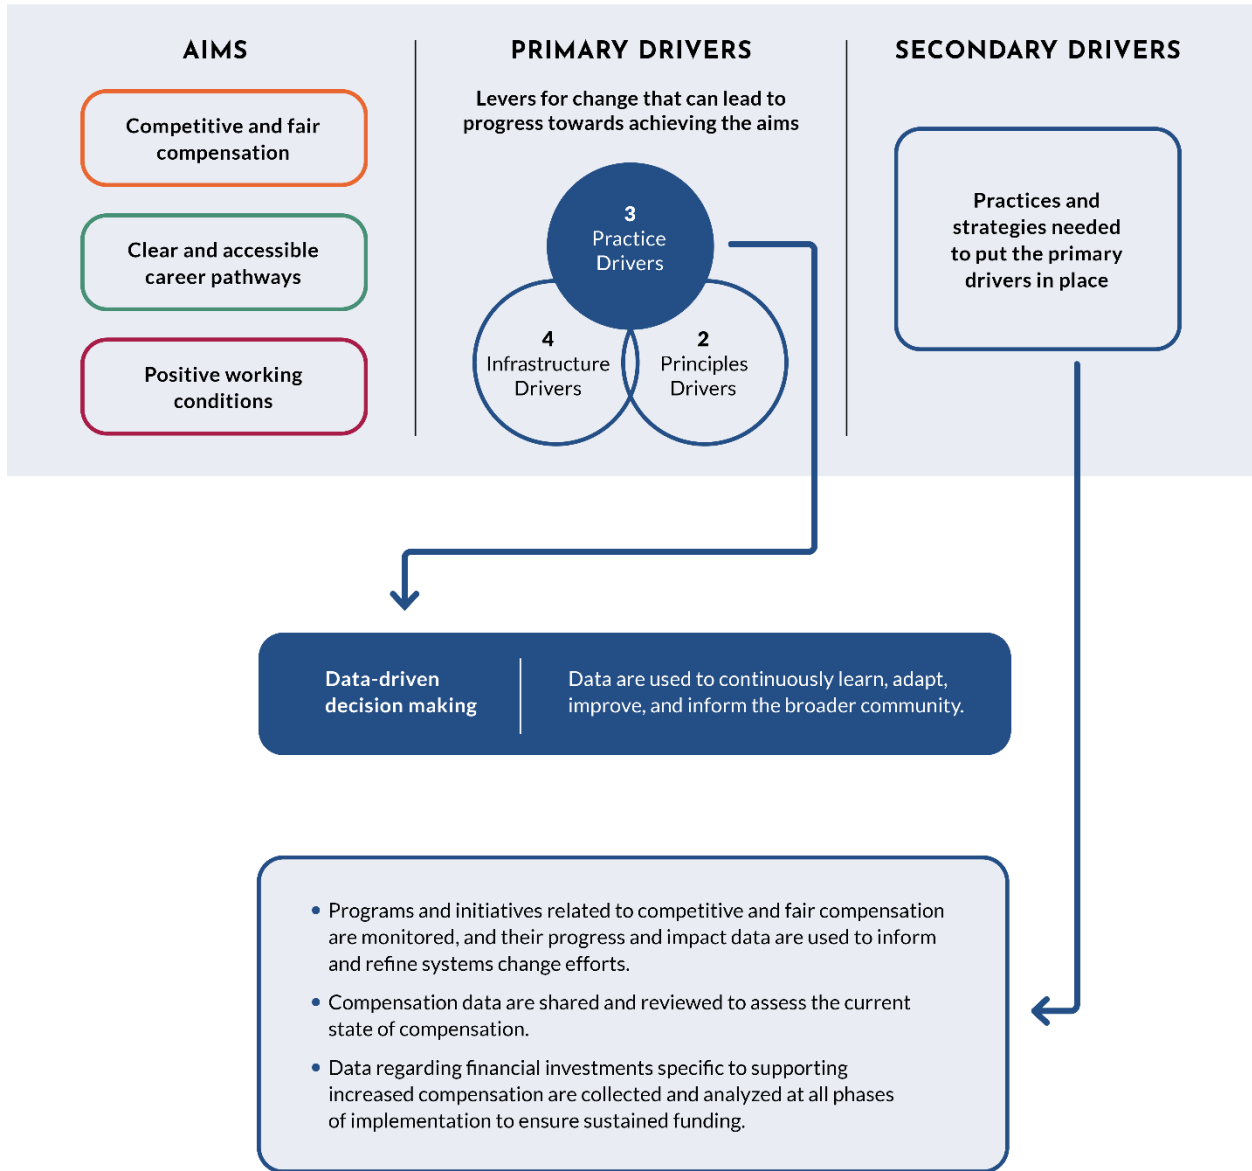 AIMS
Competitive and fair
compensation
Clear and accessible
career pathways
Positive working
conditions
PRIMARY DRIVERS
Levers for change that can lead to
progress towards achieving the aims
3
Practice
Drivers
4
Infrastructure
Drivers
2
Principles
Drivers
SECONDARY DRIVERS
Practices and
strategies needed
to put the primary
drivers in place
Data-driven
decision making
Data are used to continuously learn, adapt,
improve, and inform the broader community.
• Programs and initiatives related to competitive and fair compensation
are monitored, and their progress and impact data are used to inform
and refine systems change efforts.
• Compensation data are shared and reviewed to assess the current
state of compensation.
• Data regarding financial investments specific to supporting
increased compensation are collected and analyzed at all phases
of implementation to ensure sustained funding.